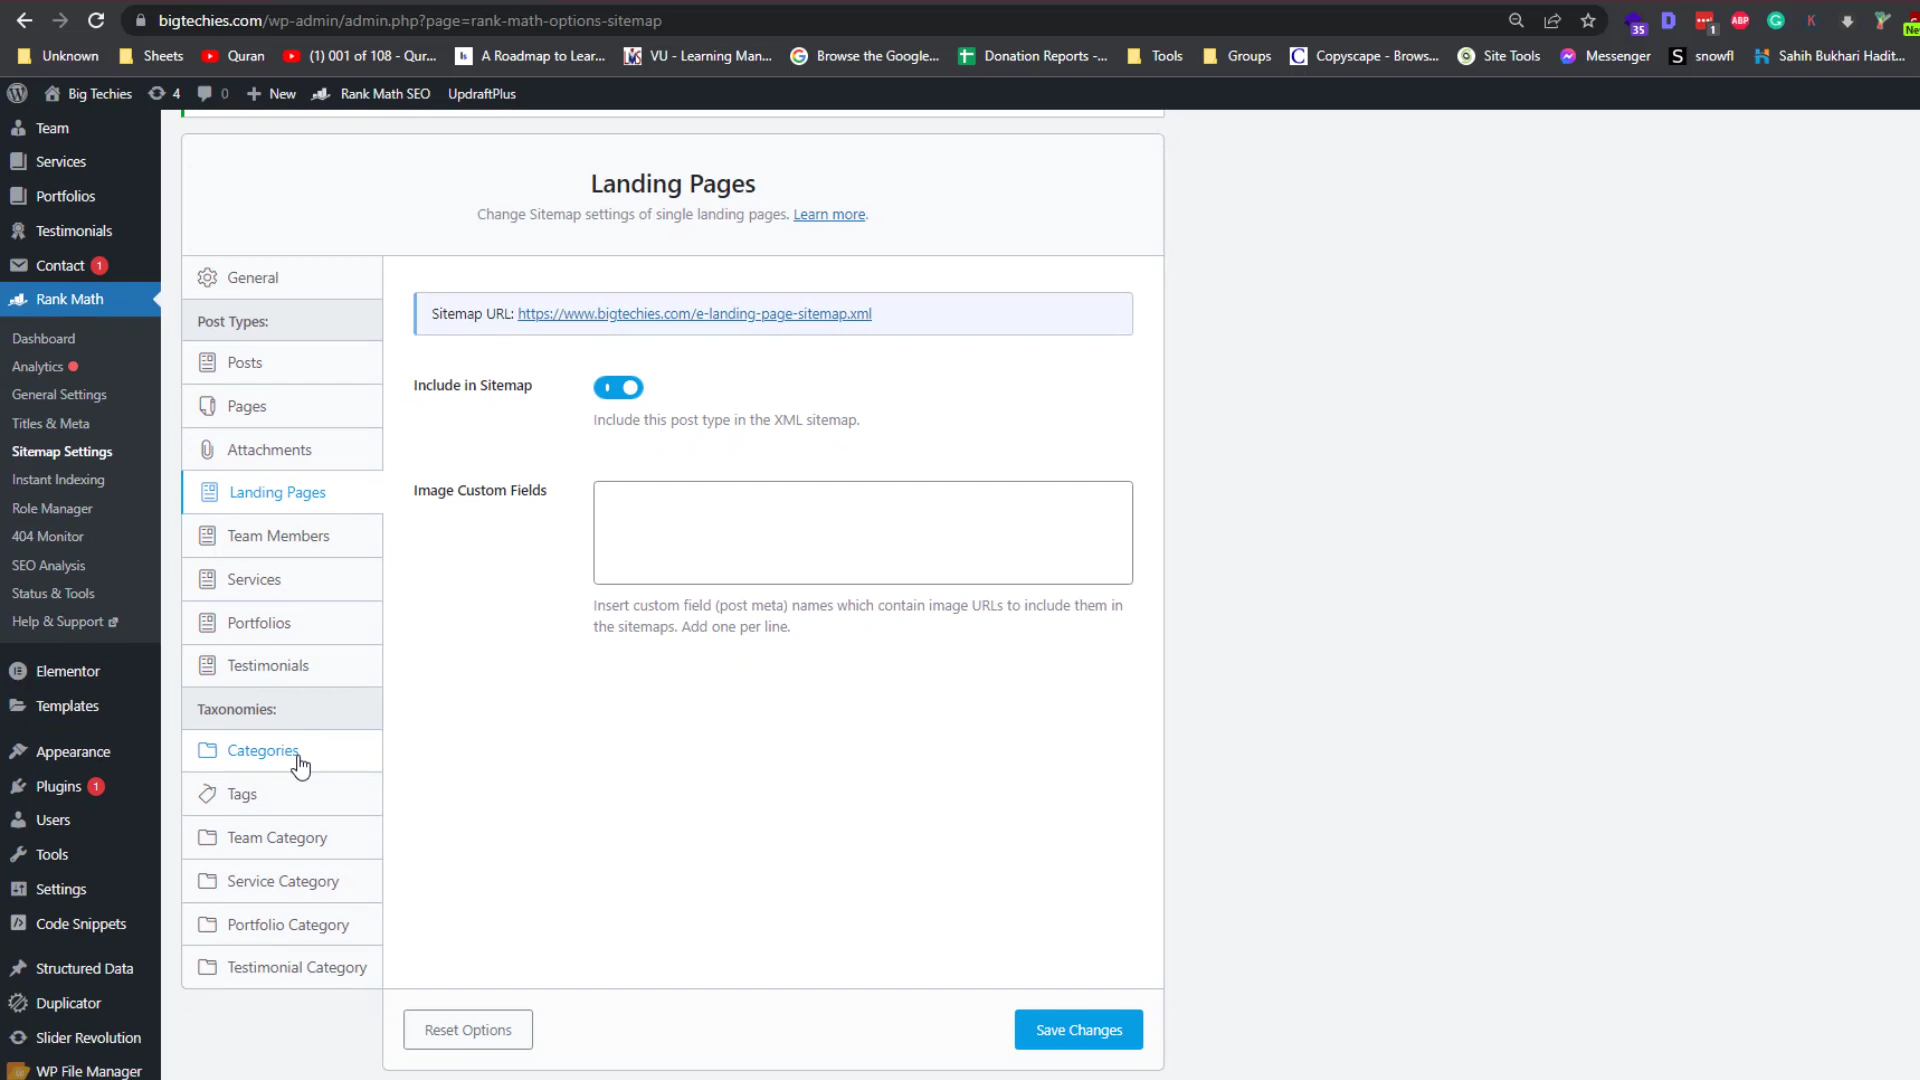 bigtechies.com/wp-admin/admin.php?page=rank-math-options-sitemap
35
D
1
ABP
G
K
Ne
Unknown
Sheets
Quran
(1) 001 of 108 - Qur...
A Roadmap to Lear...
VU - Learning Man...
Browse the Google...
Donation Reports -...
Tools
Groups
Copyscape - Brows...
Site Tools
Messenger
snowfl
Sahih Bukhari Hadit...
Big Techies
4
0
New
Rank Math SEO
UpdraftPlus
Team
Services
Portfolios
Testimonials
Contact 1
Rank Math
Dashboard
Analytics
General Settings
Titles & Meta
Sitemap Settings
Instant Indexing
Role Manager
404 Monitor
SEO Analysis
Status & Tools
Help & Support
Elementor
Templates
Appearance
Plugins 1
Users
Tools
Settings
Code Snippets
Structured Data
Duplicator
Slider Revolution
WP File Manager
Landing Pages
Change Sitemap settings of single landing pages. Learn more.
General
Post Types:
Posts
Pages
Attachments
Landing Pages
Team Members
Services
Portfolios
Testimonials
Taxonomies:
Categories
Tags
Team Category
Service Category
Portfolio Category
Testimonial Category
Sitemap URL: https://www.bigtechies.com/e-landing-page-sitemap.xml
Include in Sitemap
Include this post type in the XML sitemap.
Image Custom Fields
Insert custom field (post meta) names which contain image URLs to include them in
the sitemaps. Add one per line.
Reset Options
Save Changes